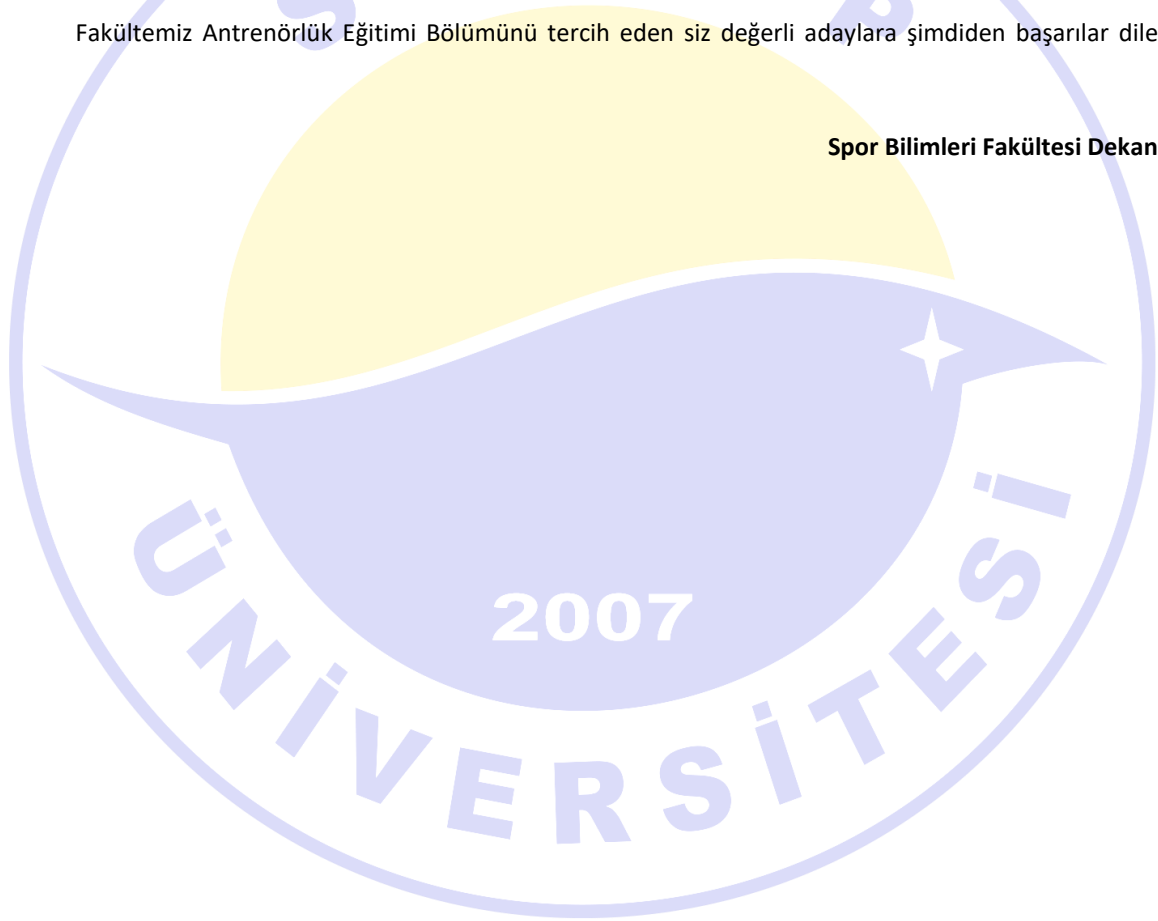 Fakültemiz Antrenörlük Eğitimi Bölümünü tercih eden siz değerli adaylara şimdiden başarılar dile
Spor Bilimleri Fakültesi Dekan
2007
ÜNİVERSİTESİ